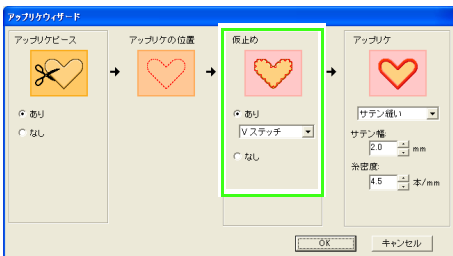 アップリケウィザード
アップリケピース
あり
なし
アップリケの位置
仮止め
あり
Vステッチ
なし
アップリケ
サテン縫い
サテン幅:
2.0 mm
糸密度:
4.5 本/mm
OK キャンセル